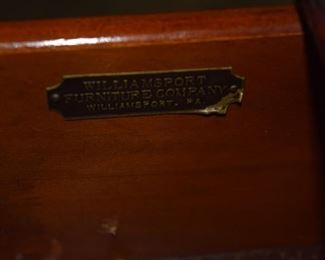 WILLIAMSPORT
FURNITURE COMPANY
WILLIAMSPORT, PA